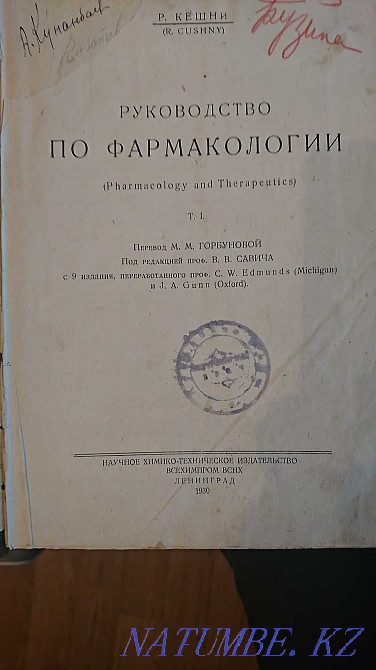 А. Кунанбаев
Р. КЕШНИ
(R. CUSHNY)
РУКОВОДСТВО
ПО ФАРМАКОЛОГИИ
(Pharmacology and Therapeutics)
Т. I.
Перевод М. М. ГОРБУНОВОЙ
Под редакцией проф. В. В. САВИЧА
с 9 издания, переработанного проф. C. W. Edmunds (Michigan)
и J. A. Gunn (Oxford).
НАУЧНОЕ ХИМИКО-ТЕХНИЧЕСКОЕ ИЗДАТЕЛЬСТВО
ВСЕХИМПРОМ ВСНХ
ЛЕНИНГРАД
1930
NATUMBE.KZ